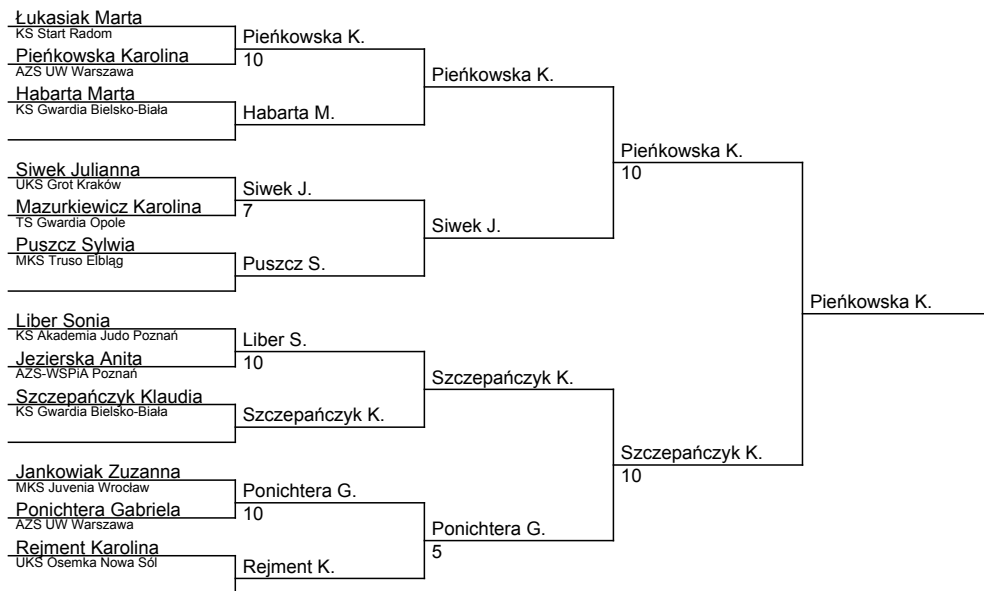 Łukasiak Marta
KS Start Radom
Pieńkowska K.
Pieńkowska Karolina
10
AZS UW Warszawa
Pieńkowska K.
Habarta Marta
KS Gwardia Bielsko-Biała
Habarta M.
Pieńkowska K.
10
Siwek Julianna
UKS Grot Kraków
Siwek J.
Mazurkiewicz Karolina
7
TS Gwardia Opole
Siwek J.
Puszcz Sylwia
MKS Truso Elbląg
Puszcz S.
Pieńkowska K.
Liber Sonia
KS Akademia Judo Poznań
Liber S.
Jezierska Anita
10
AZS-WSPiA Poznań
Szczepańczyk K.
Szczepańczyk Klaudia
KS Gwardia Bielsko-Biała
Szczepańczyk K.
Szczepańczyk K.
10
Jankowiak Zuzanna
MKS Juvenia Wrocław
Ponichtera G.
Ponichtera Gabriela
10
AZS UW Warszawa
Ponichtera G.
5
Rejment Karolina
UKS Osemka Nowa Sól
Rejment K.